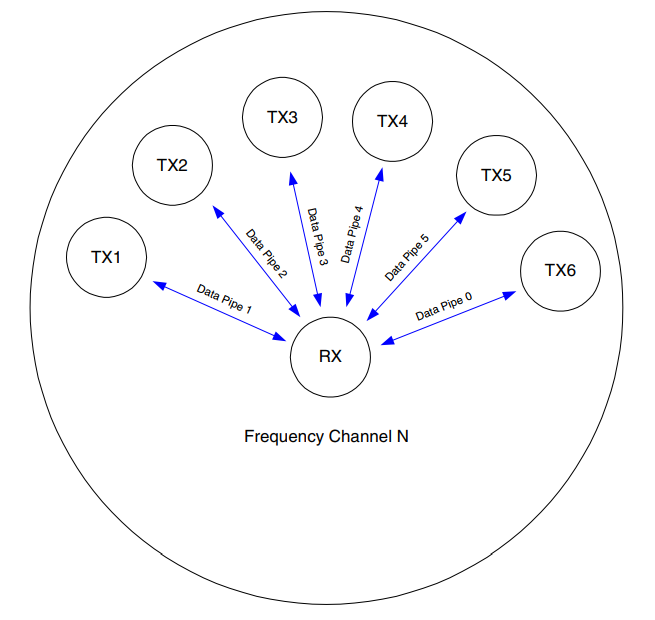 TX3
TX4
TX2
TX5
TX1
TX6
Data Pipe 1
Data Pipe 2
Data Pipe 3
Data Pipe 4
Data Pipe 5
Data Pipe 0
RX
Frequency Channel N